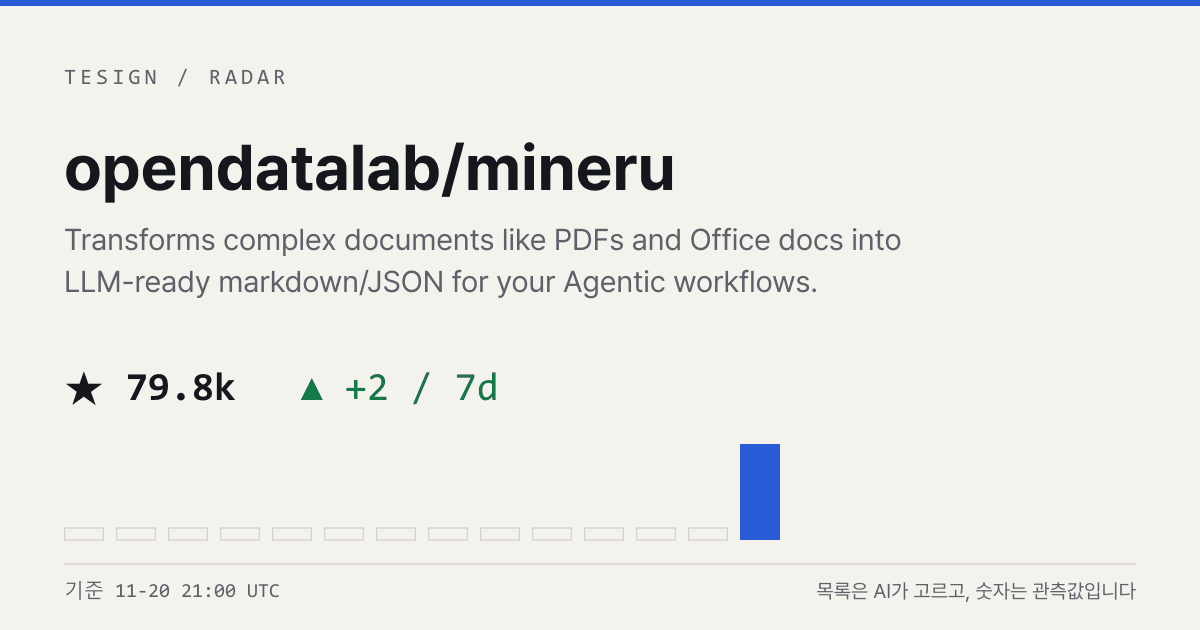 TESIGN / RADAR
opendatalab/mineru
Transforms complex documents like PDFs and Office docs into
LLM-ready markdown/JSON for your Agentic workflows.
★ 79.8k ▲ +2 / 7d
기준 11-20 21:00 UTC
목록은 AI가 고르고, 숫자는 관측값입니다